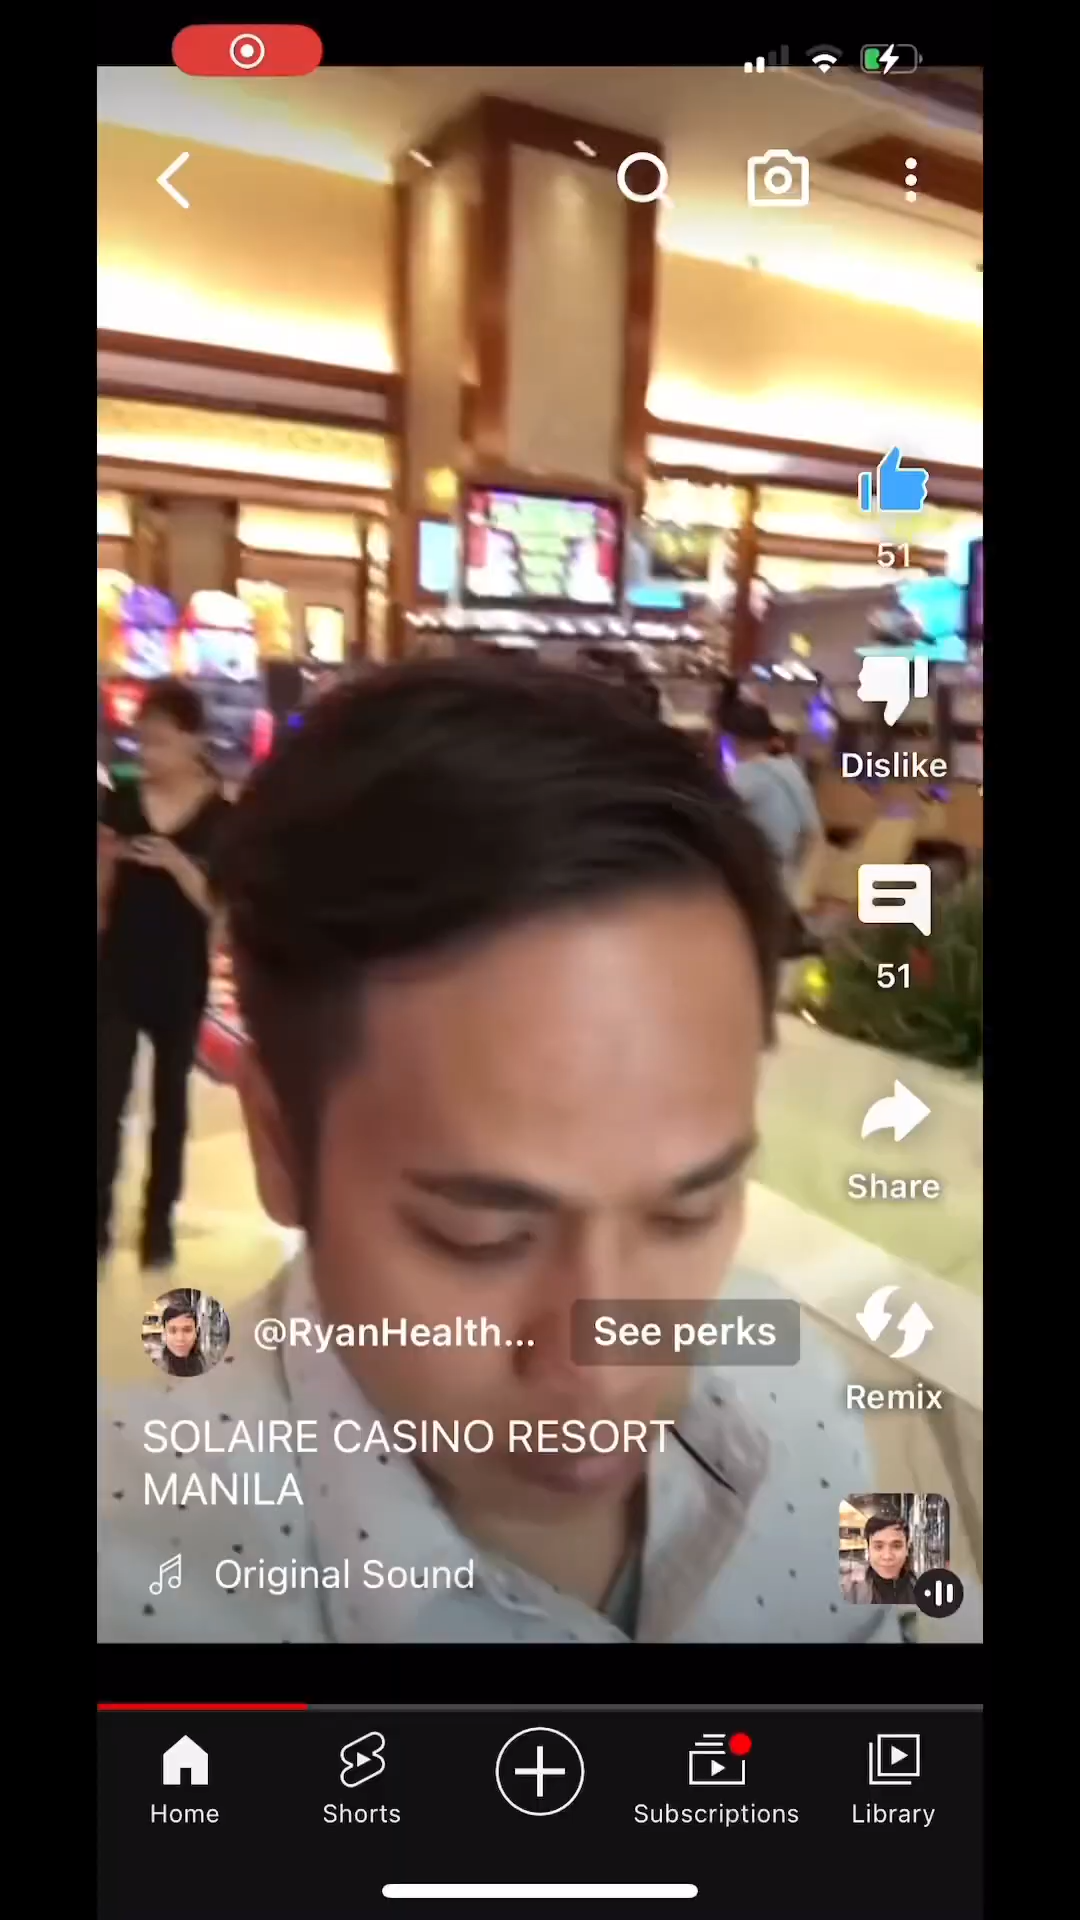 51
Dislike
51
Share
@RyanHealth...
See perks
Remix
SOLAIRE CASINO RESORT
MANILA
Original Sound
Home
Shorts
Subscriptions
Library